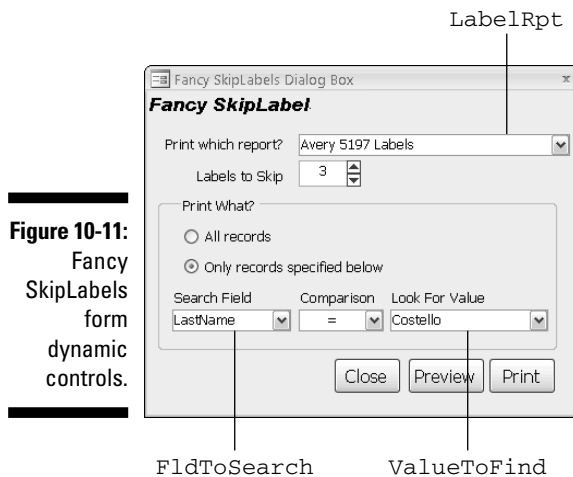 LabelRpt
Fancy SkipLabels Dialog Box
x
Fancy SkipLabel
Print which report? Avery 5197 Labels
Labels to Skip 3
Print What?
All records
Only records specified below
Search Field Comparison Look For Value
LastName = Costello
Close Preview Print
Figure 10-11:
Fancy
SkipLabels
form
dynamic
controls.
FldToSearch ValueToFind